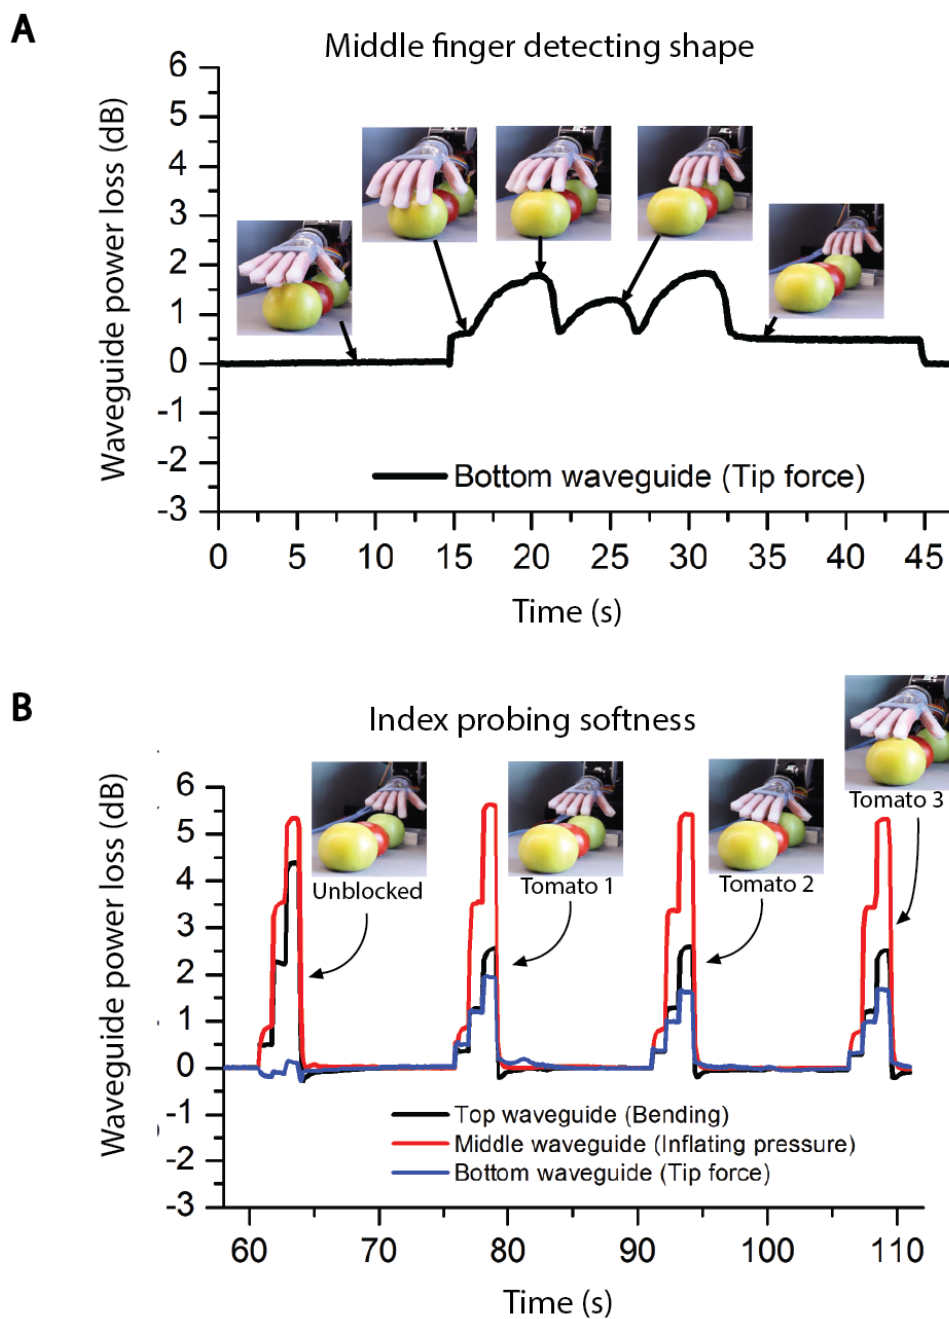 A
Middle finger detecting shape
Waveguide power loss (dB)
6
5
4
3
2
1
0
-1
-2
-3
Bottom waveguide (Tip force)
0 5 10 15 20 25 30 35 40 45
Time (s)
B
Index probing softness
Waveguide power loss (dB)
6
5
4
3
2
1
0
-1
-2
-3
Unblocked
Tomato 1
Tomato 2
Tomato 3
Top waveguide (Bending)
Middle waveguide (Inflating pressure)
Bottom waveguide (Tip force)
60 70 80 90 100 110
Time (s)